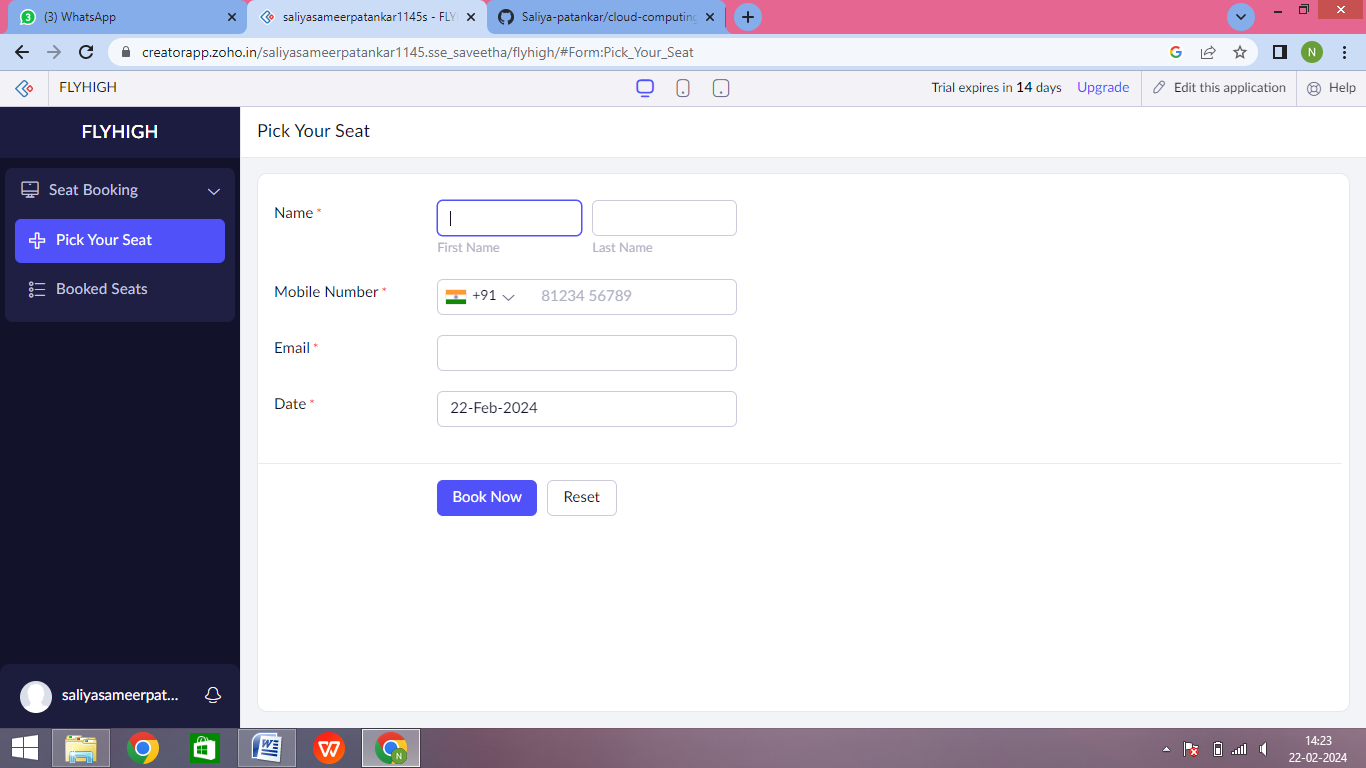 (3) WhatsApp
saliyasameerpatankar1145s - FLY
Saliya-patankar/cloud-computing
creatorapp.zoho.in/saliyasameerpatankar1145.sse_saveetha/flyhigh/#Form:Pick_Your_Seat
N
FLYHIGH
Trial expires in 14 days
Upgrade
Edit this application
Help
FLYHIGH
Seat Booking
Pick Your Seat
Booked Seats
saliyasameerpat...
Pick Your Seat
Name *
First Name
Last Name
Mobile Number *
+91
81234 56789
Email *
Date *
22-Feb-2024
Book Now
Reset
14:23
22-02-2024